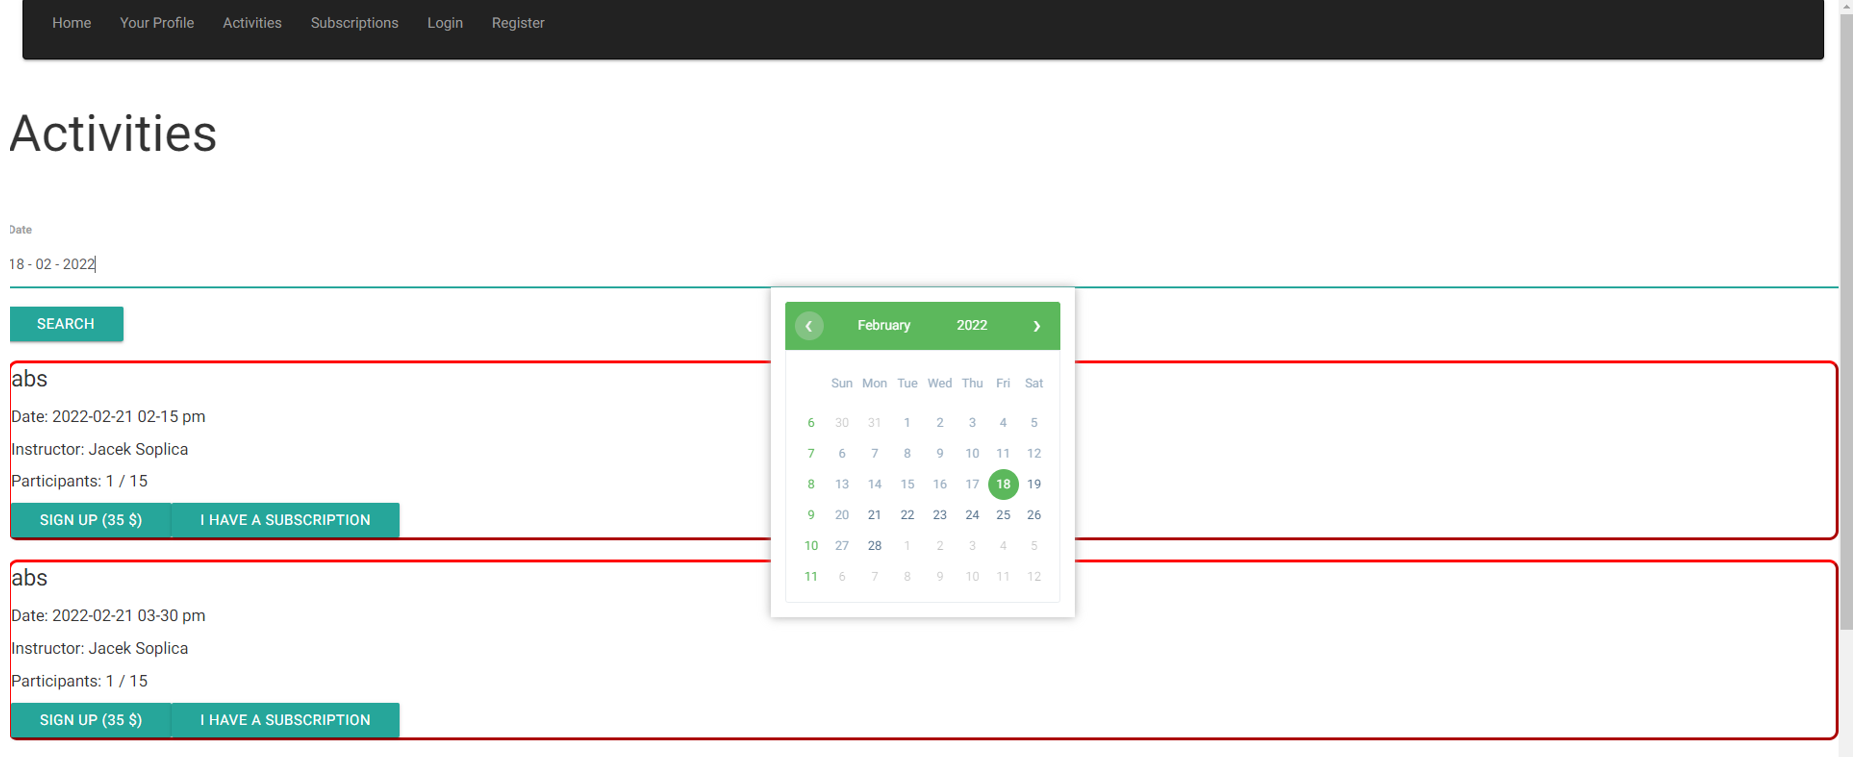 Home Your Profile Activities Subscriptions Login Register
Activities
Date
18 - 02 - 2022
SEARCH
‹ February 2022 ›
Sun Mon Tue Wed Thu Fri Sat
6 30 31 1 2 3 4 5
7 6 7 8 9 10 11 12
8 13 14 15 16 17 18 19
9 20 21 22 23 24 25 26
10 27 28 1 2 3 4 5
11 6 7 8 9 10 11 12
abs
Date: 2022-02-21 02-15 pm
Instructor: Jacek Soplica
Participants: 1 / 15
SIGN UP (35 $) I HAVE A SUBSCRIPTION
abs
Date: 2022-02-21 03-30 pm
Instructor: Jacek Soplica
Participants: 1 / 15
SIGN UP (35 $) I HAVE A SUBSCRIPTION